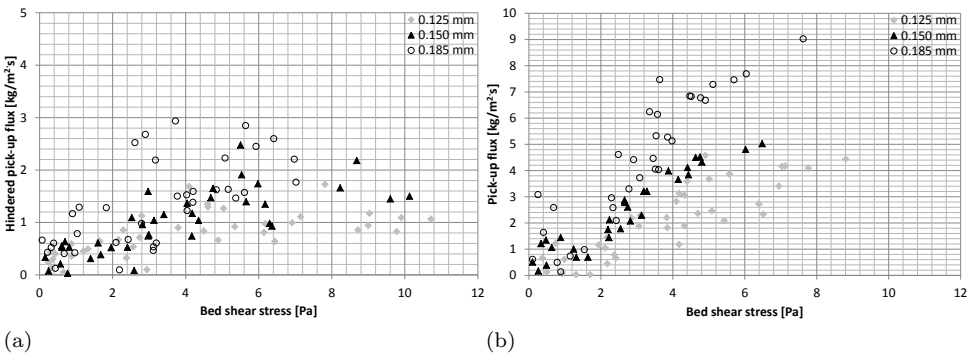 5
4
3
2
1
0
0 2 4 6 8 10 12
Hindered pick-up flux [kg/m²s]
Bed shear stress [Pa]
0.125 mm
0.150 mm
0.185 mm
(a)
10
9
8
7
6
5
4
3
2
1
0
0 2 4 6 8 10 12
Pick-up flux [kg/m²s]
Bed shear stress [Pa]
0.125 mm
0.150 mm
0.185 mm
(b)